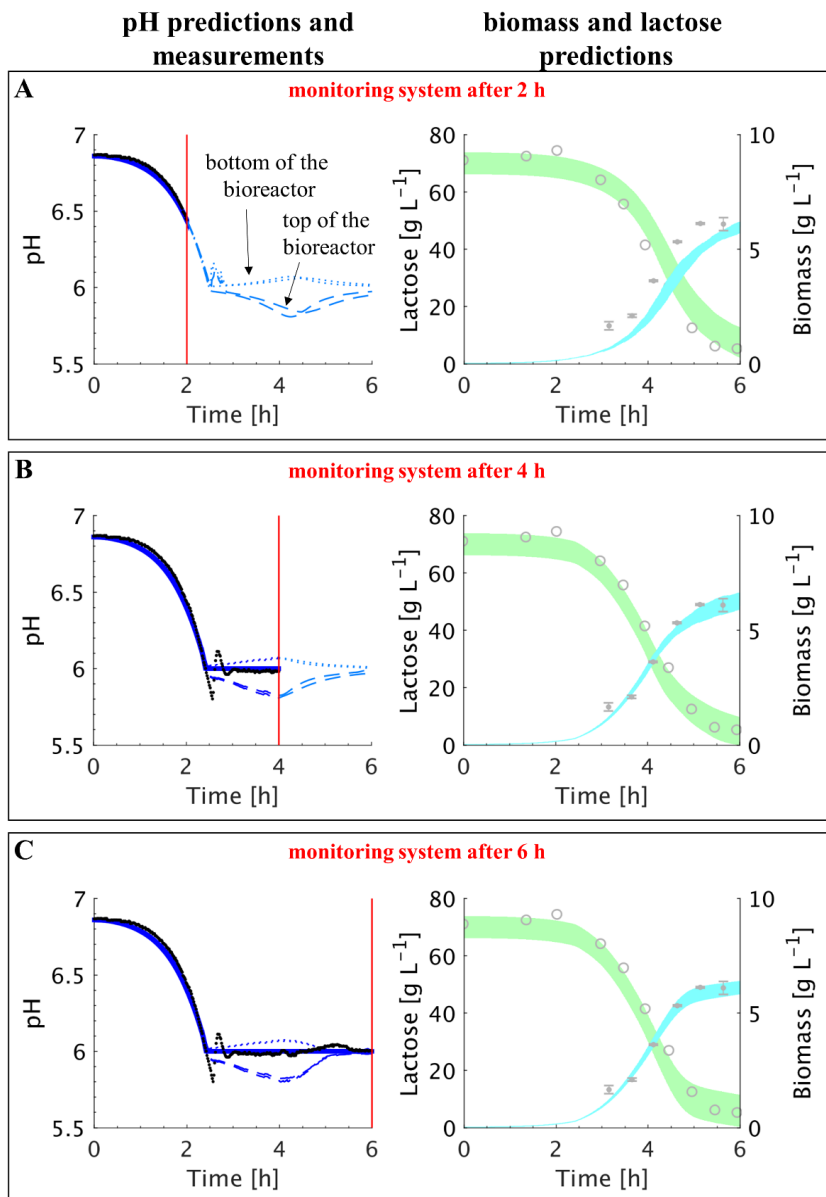 pH predictions and
measurements
biomass and lactose
predictions
A
monitoring system after 2 h
7
6.5
6
5.5
pH
0
2
4
6
Time [h]
bottom of the
bioreactor
top of the
bioreactor
80
60
40
20
0
Lactose [g L⁻¹]
10
5
0
Biomass [g L⁻¹]
0
2
4
6
Time [h]
B
monitoring system after 4 h
7
6.5
6
5.5
pH
0
2
4
6
Time [h]
80
60
40
20
0
Lactose [g L⁻¹]
10
5
0
Biomass [g L⁻¹]
0
2
4
6
Time [h]
C
monitoring system after 6 h
7
6.5
6
5.5
pH
0
2
4
6
Time [h]
80
60
40
20
0
Lactose [g L⁻¹]
10
5
0
Biomass [g L⁻¹]
0
2
4
6
Time [h]